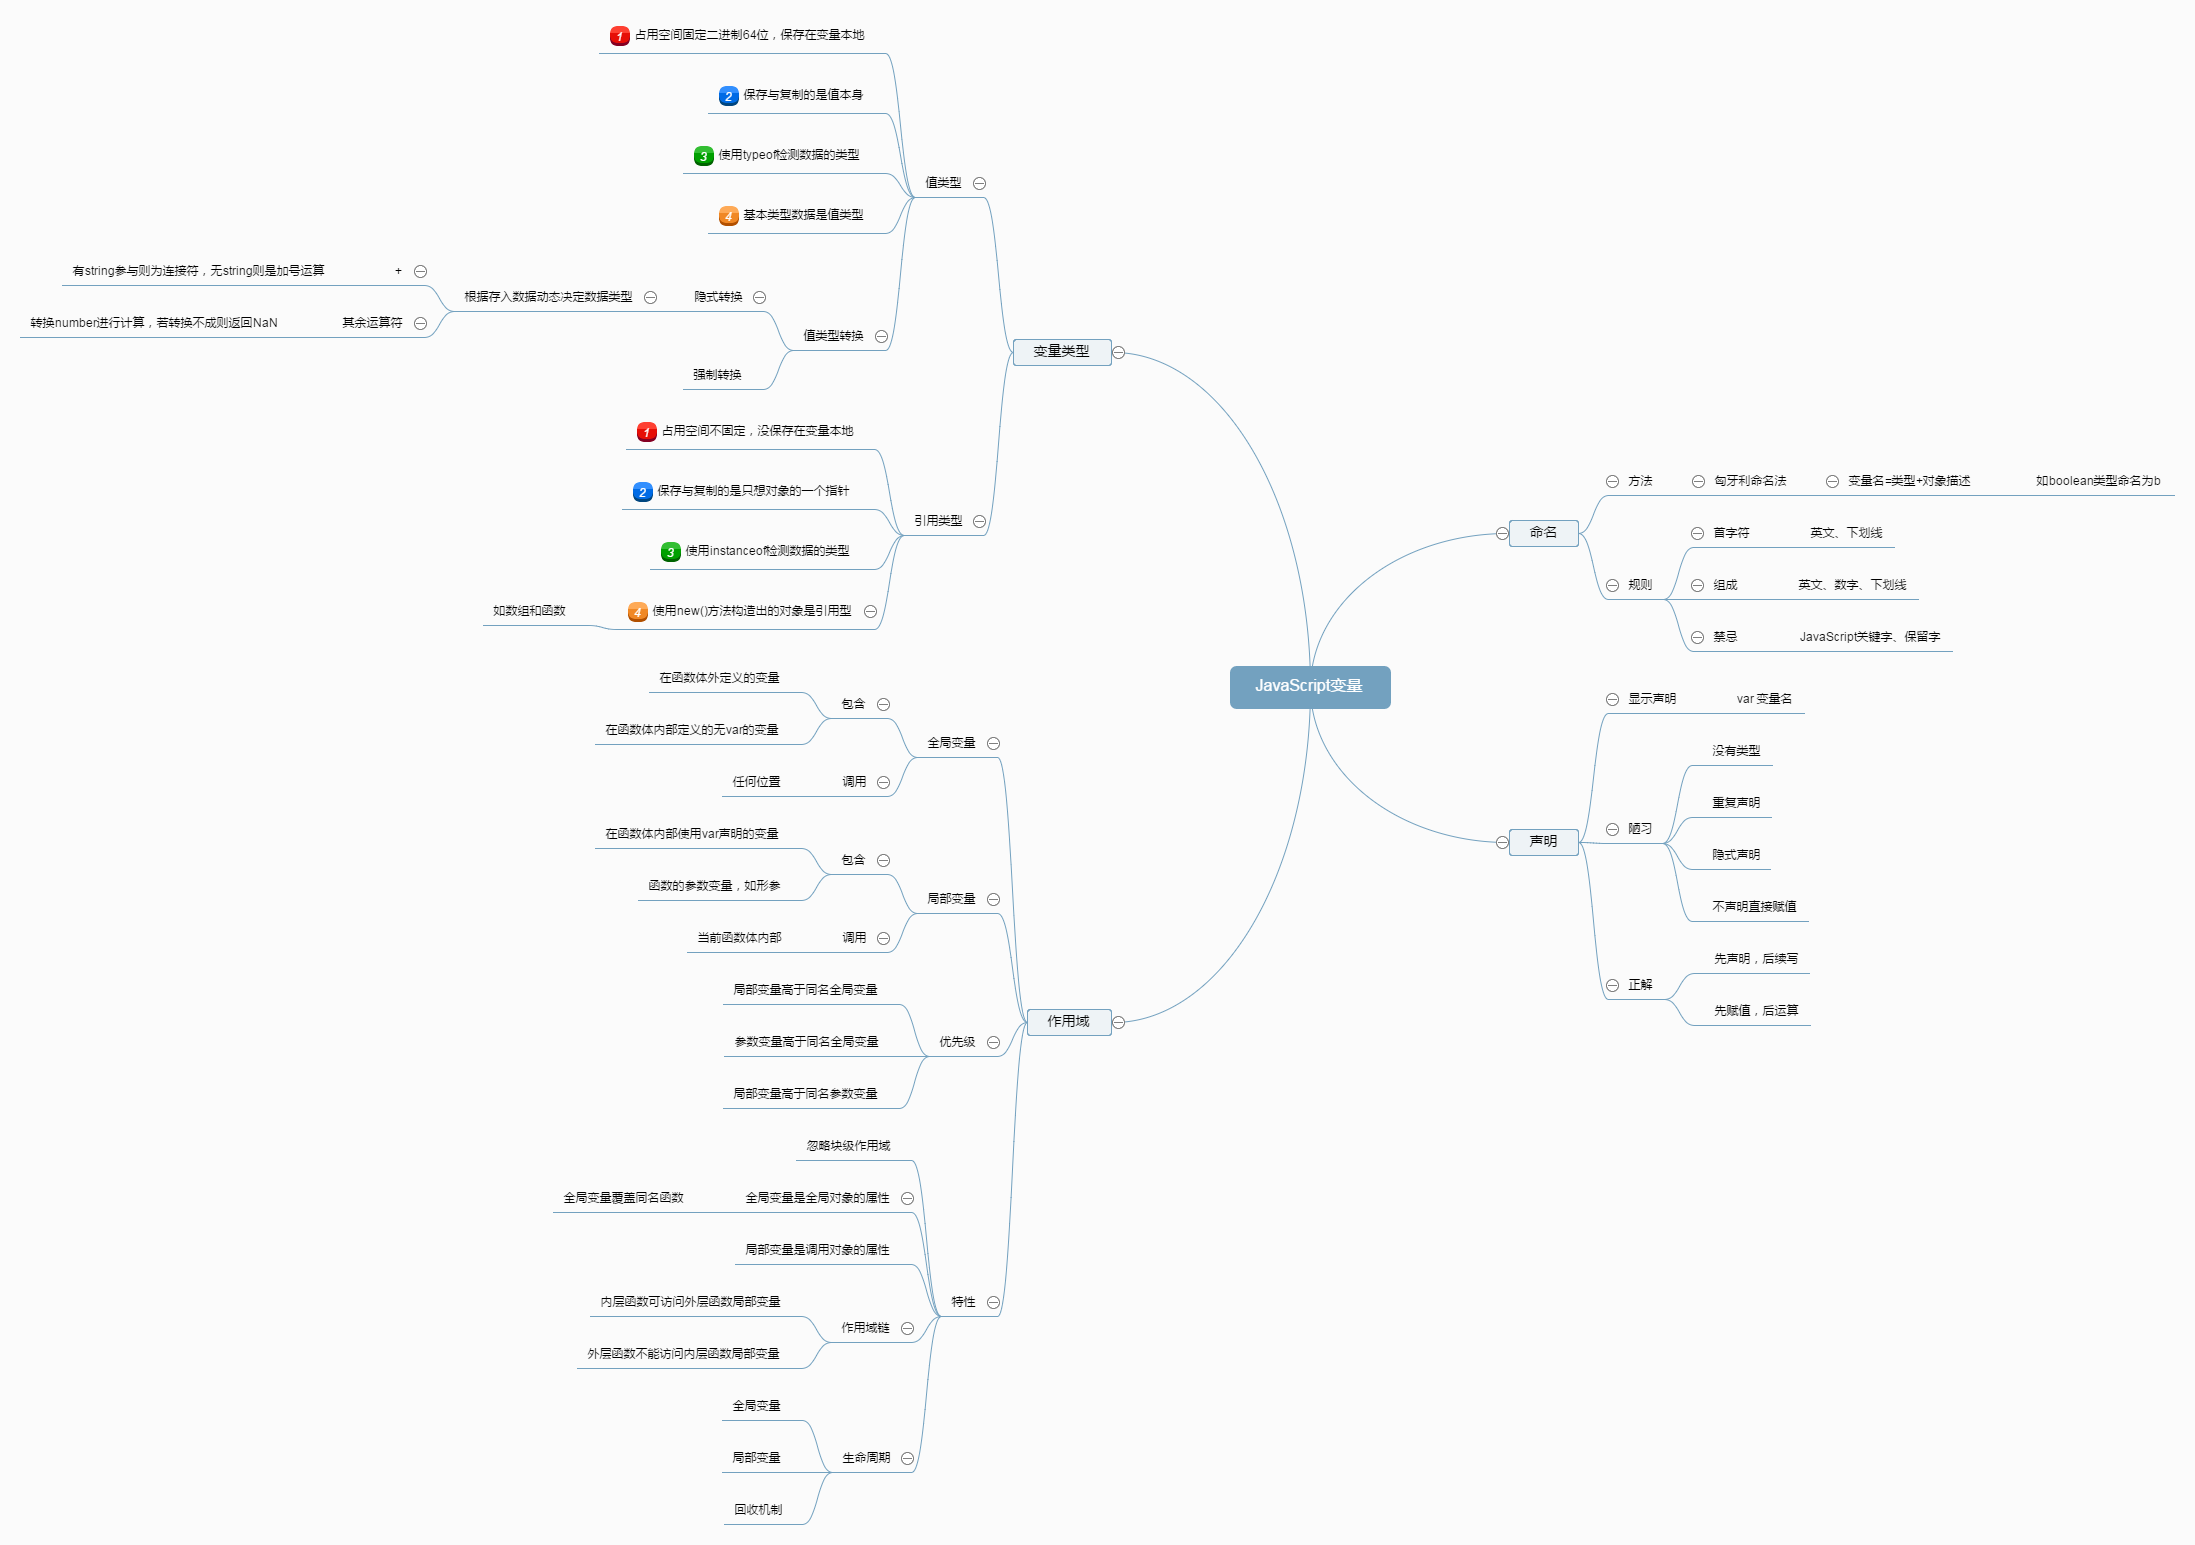 JavaScript变量
命名
方法
匈牙利命名法
变量名=类型+对象描述
如boolean类型命名为b
规则
首字符
英文、下划线
组成
英文、数字、下划线
禁忌
JavaScript关键字、保留字
声明
显示声明
var 变量名
陋习
没有类型
重复声明
隐式声明
不声明直接赋值
正解
先声明，后续写
先赋值，后运算
变量类型
值类型
1 占用空间固定二进制64位，保存在变量本地
2 保存与复制的是值本身
3 使用typeof检测数据的类型
4 基本类型数据是值类型
值类型转换
隐式转换
根据存入数据动态决定数据类型
+
有string参与则为连接符，无string则是加号运算
其余运算符
转换number进行计算，若转换不成则返回NaN
强制转换
引用类型
1 占用空间不固定，没保存在变量本地
2 保存与复制的是只想对象的一个指针
3 使用instanceof检测数据的类型
4 使用new()方法构造出的对象是引用型
如数组和函数
作用域
全局变量
包含
在函数体外定义的变量
在函数体内部定义的无var的变量
调用
任何位置
局部变量
包含
在函数体内部使用var声明的变量
函数的参数变量，如形参
调用
当前函数体内部
优先级
局部变量高于同名全局变量
参数变量高于同名全局变量
局部变量高于同名参数变量
特性
忽略块级作用域
全局变量是全局对象的属性
全局变量覆盖同名函数
局部变量是调用对象的属性
作用域链
内层函数可访问外层函数局部变量
外层函数不能访问内层函数局部变量
生命周期
全局变量
局部变量
回收机制